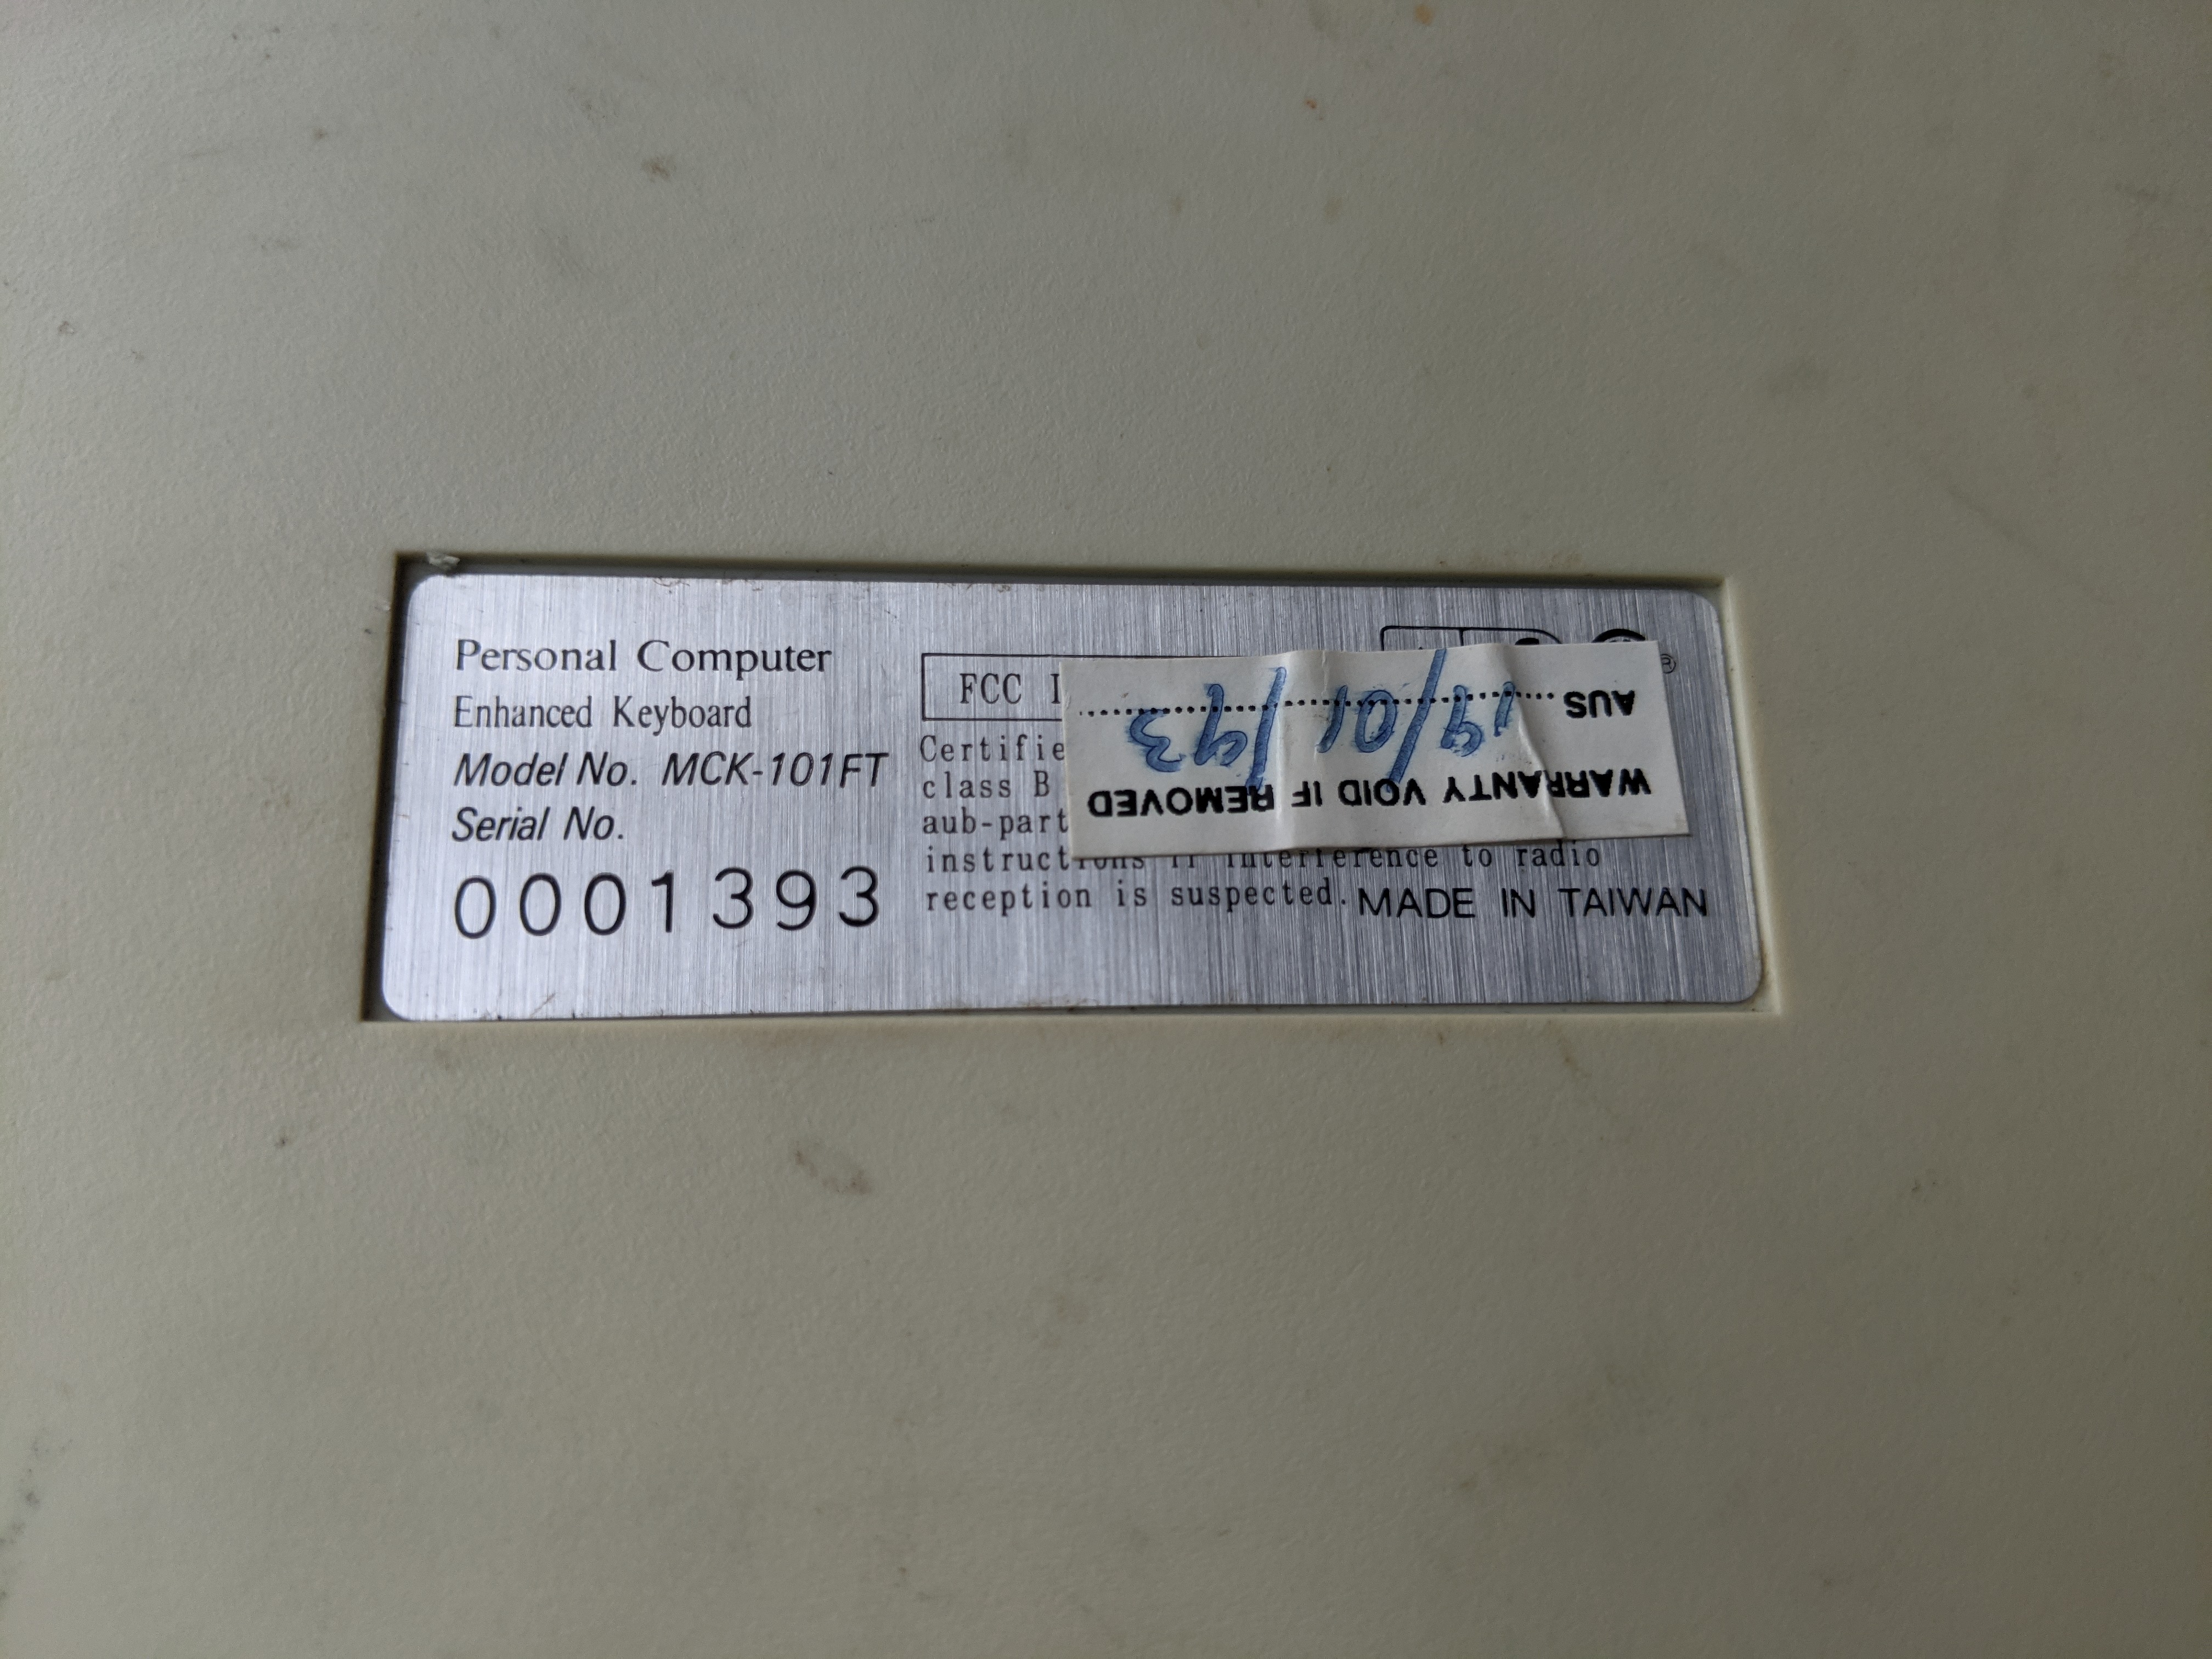 Personal Computer
Enhanced Keyboard
Model No. MCK-101FT
Serial No.
0001393
FCC
class B
aub-part
instructions if interference to radio
reception is suspected.
MADE IN TAIWAN
®
WARRANTY VOID IF REMOVED
AUS 19/01/93